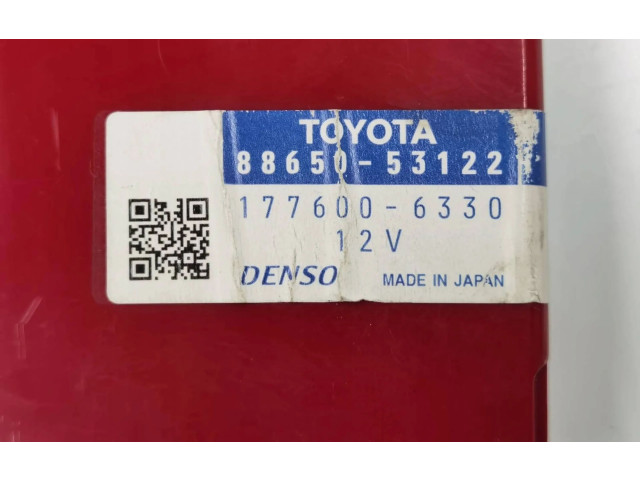 TOYOTA
88650-53122
177600-6330
12V
DENSO MADE IN JAPAN